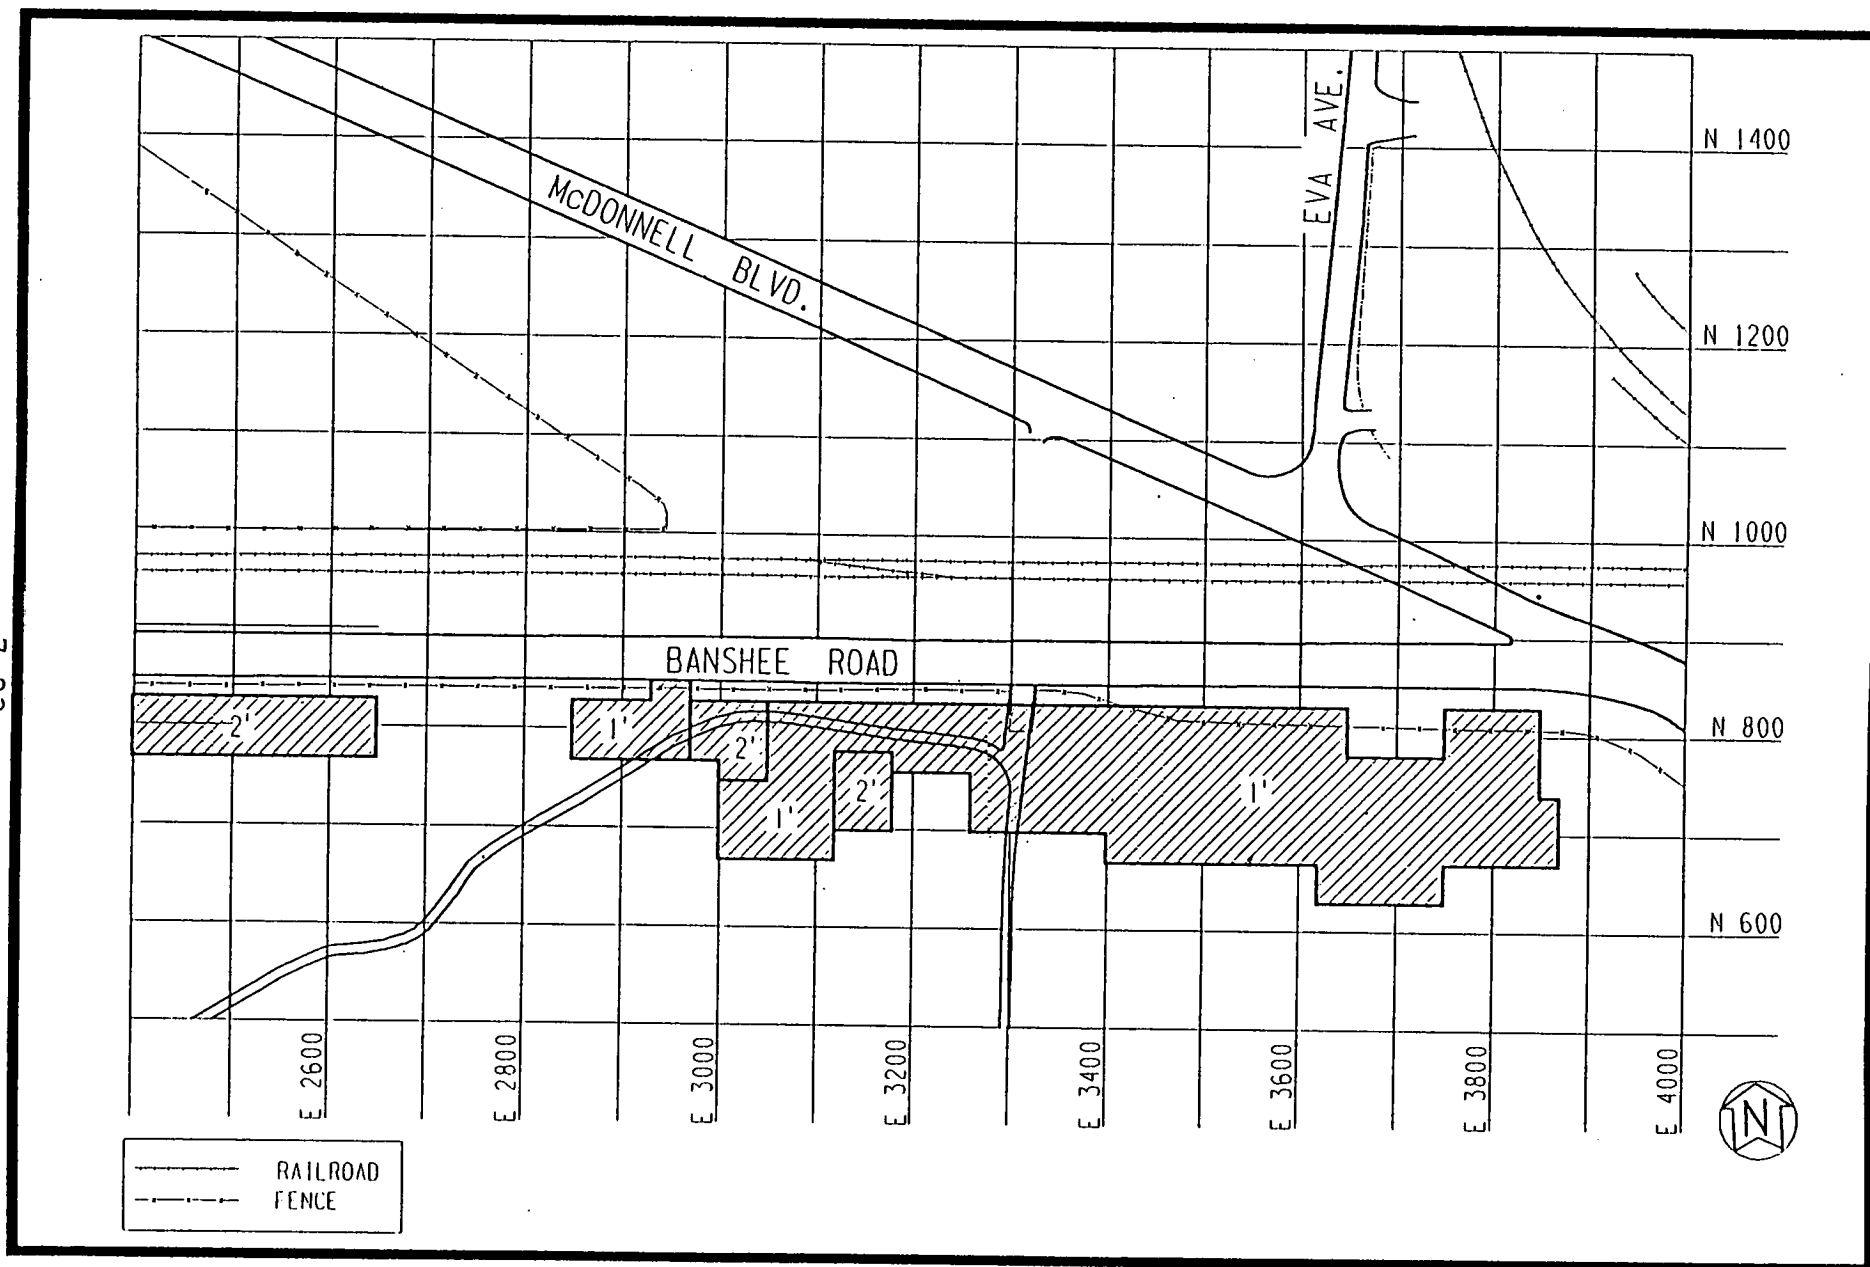 EVA AVE.
N 1400
McDONNELL BLVD.
N 1200
N 1000
BANSHEE ROAD
2'
1'
2'
N 800
1'
2'
1'
N 600
E 2600
E 2800
E 3000
E 3200
E 3400
E 3600
E 3800
E 4000
N
RAILROAD
FENCE